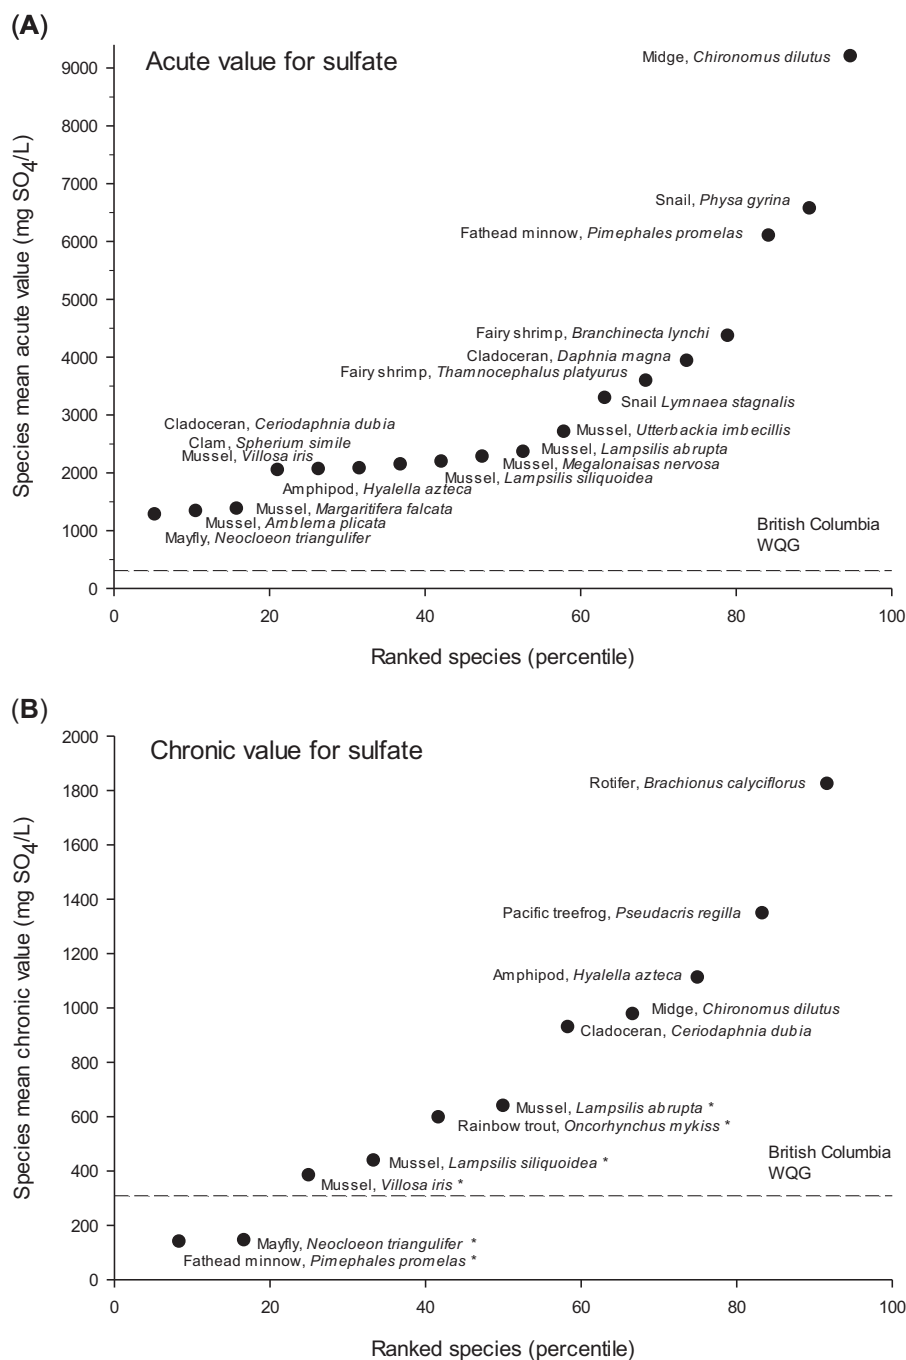 (A)
Acute value for sulfate
Species mean acute value (mg SO4/L)
9000
8000
7000
6000
5000
4000
3000
2000
1000
0
Midge, Chironomus dilutus
Snail, Physa gyrina
Fathead minnow, Pimephales promelas
Fairy shrimp, Branchinecta lynchi
Cladoceran, Daphnia magna
Fairy shrimp, Thamnocephalus platyurus
Snail Lymnaea stagnalis
Cladoceran, Ceriodaphnia dubia
Mussel, Utterbackia imbecillis
Clam, Spherium simile
Mussel, Lampsilis abrupta
Mussel, Villosa iris
Mussel, Megalonaisas nervosa
Mussel, Lampsilis siliquoidea
Amphipod, Hyalella azteca
Mussel, Margaritifera falcata
Mussel, Amblema plicata
Mayfly, Neocloeon triangulifer
British Columbia
WQG
0 20 40 60 80 100
Ranked species (percentile)
(B)
Chronic value for sulfate
Species mean chronic value (mg SO4/L)
2000
1800
1600
1400
1200
1000
800
600
400
200
0
Rotifer, Brachionus calyciflorus
Pacific treefrog, Pseudacris regilla
Amphipod, Hyalella azteca
Midge, Chironomus dilutus
Cladoceran, Ceriodaphnia dubia
Mussel, Lampsilis abrupta *
Rainbow trout, Oncorhynchus mykiss *
Mussel, Lampsilis siliquoidea *
Mussel, Villosa iris *
British Columbia
WQG
Mayfly, Neocloeon triangulifer *
Fathead minnow, Pimephales promelas *
0 20 40 60 80 100
Ranked species (percentile)